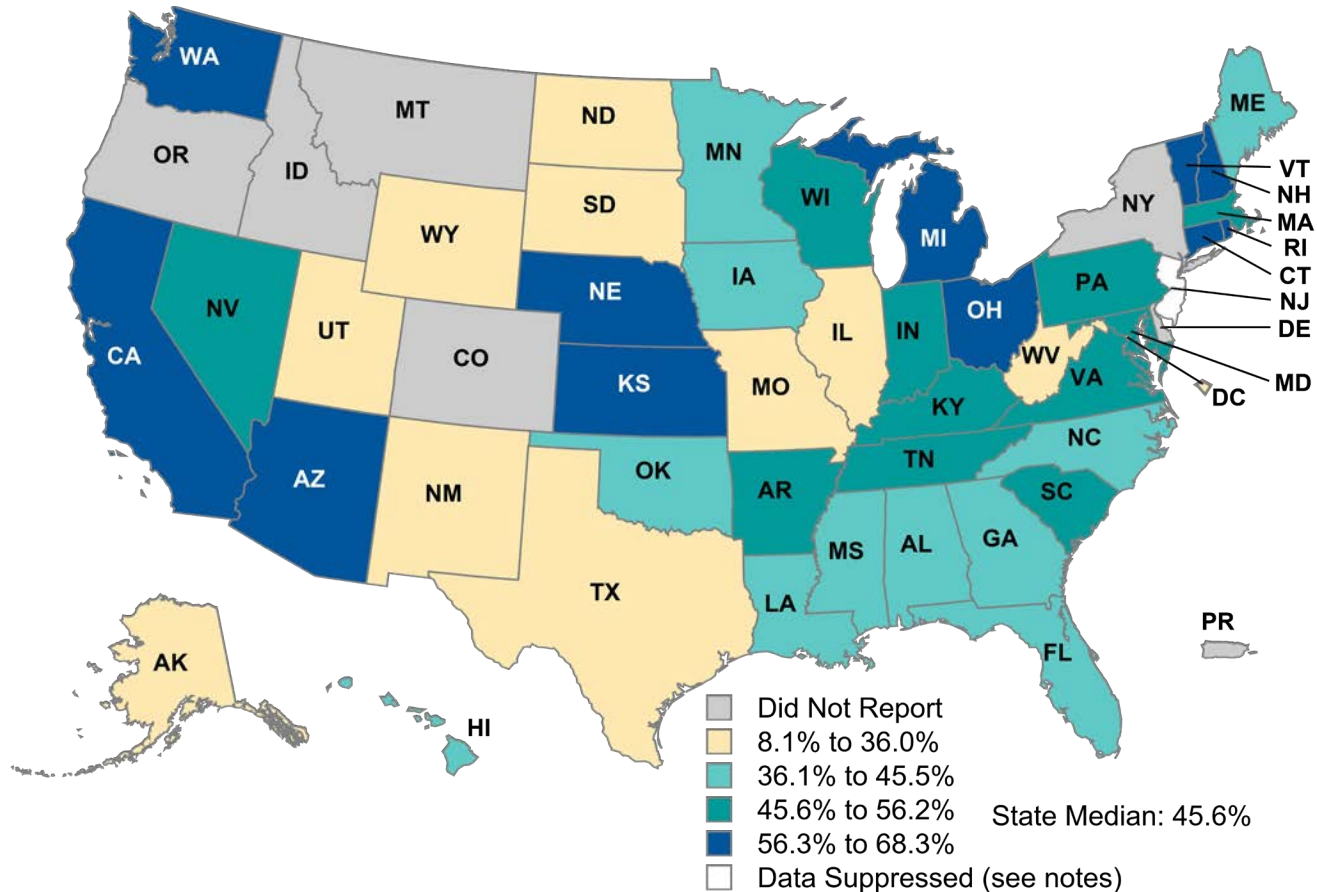 WA
MT
ND
MN
ME
OR
ID
VT
NH
NY
WI
SD
MA
WY
MI
RI
CT
IA
PA
NE
NJ
NV
OH
DE
UT
IL
IN
CA
CO
WV
MD
KS
MO
VA
DC
KY
NC
TN
AZ
OK
NM
AR
SC
MS
AL
GA
TX
LA
PR
FL
AK
HI
Did Not Report
8.1% to 36.0%
36.1% to 45.5%
45.6% to 56.2%
State Median: 45.6%
56.3% to 68.3%
Data Suppressed (see notes)